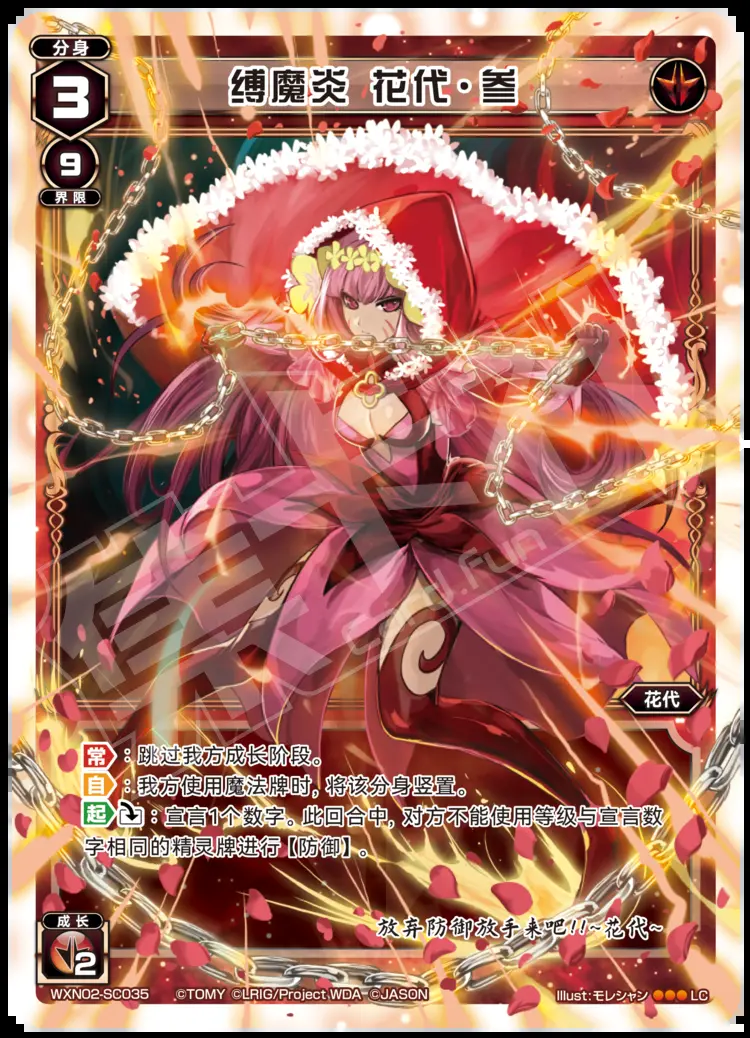 分身
3
缚魔炎 花代·叁
9
界限
集卡
card.fun
花代
常：跳过我方成长阶段。
自：我方使用魔法牌时，将该分身竖置。
起：宣言1个数字。此回合中，对方不能使用等级与宣言数
字相同的精灵牌进行【防御】。
放弃防御放手来吧!!~花代~
成长
2
WXN02-SC035 ©TOMY ©LRIG/Project WDA ©JASON Illust:モレシャン LC